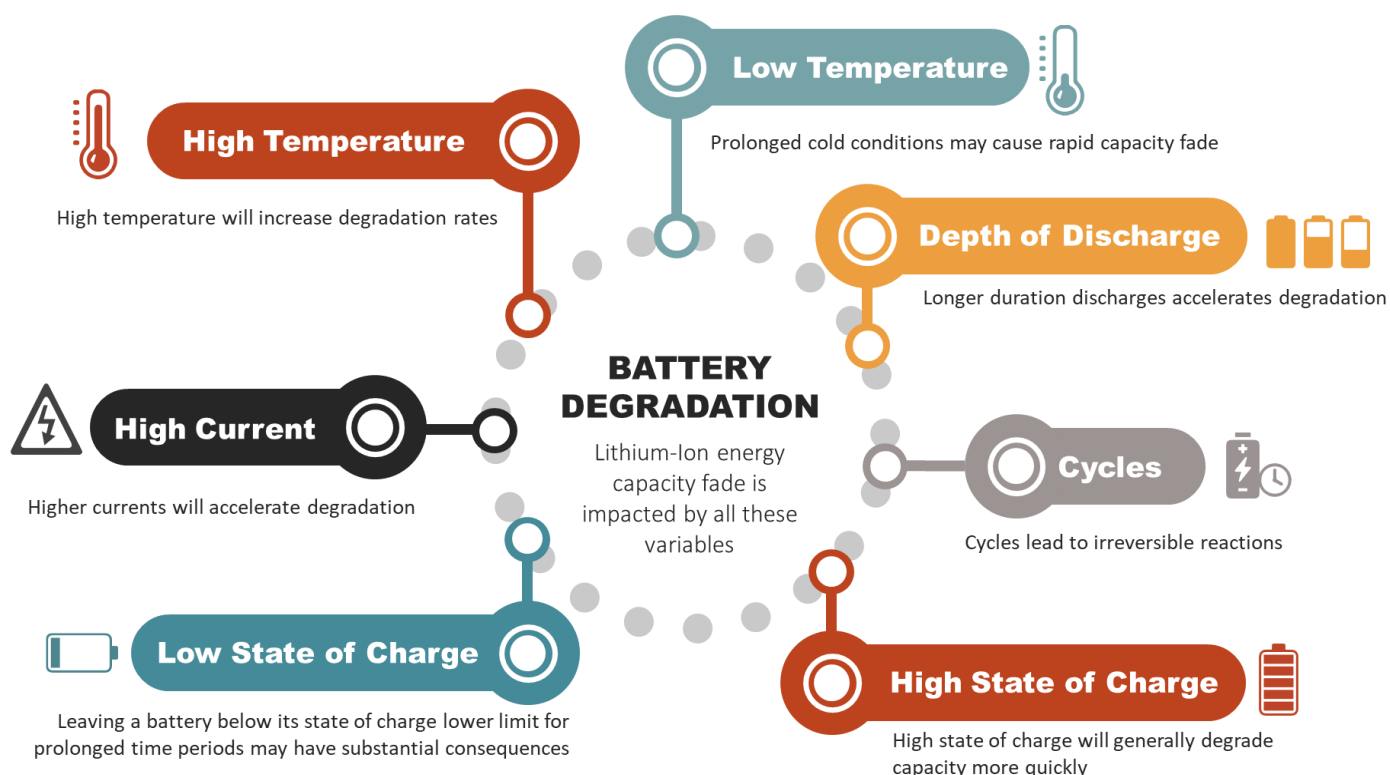 Low Temperature
Prolonged cold conditions may cause rapid capacity fade
High Temperature
High temperature will increase degradation rates
Depth of Discharge
Longer duration discharges accelerates degradation
BATTERY
DEGRADATION
Lithium-Ion energy
capacity fade is
impacted by all these
variables
High Current
Higher currents will accelerate degradation
Cycles
Cycles lead to irreversible reactions
Low State of Charge
Leaving a battery below its state of charge lower limit for
prolonged time periods may have substantial consequences
High State of Charge
High state of charge will generally degrade
capacity more quickly